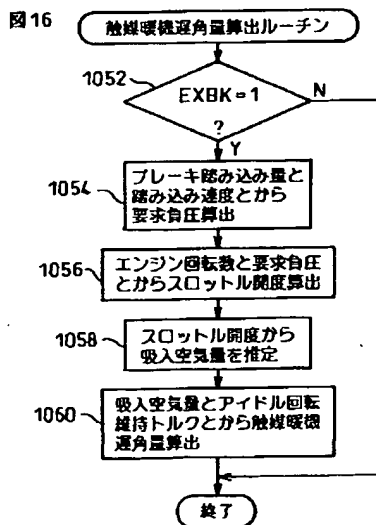 図16
触媒暖機遅角量算出ルーチン
1052
EXBK=1
?
N
Y
1054
ブレーキ踏み込み量と
踏み込み速度とから
要求負圧算出
1056
エンジン回転数と要求負圧
とからスロットル開度算出
1058
スロットル開度から
吸入空気量を推定
1060
吸入空気量とアイドル回転
維持トルクとから触媒暖機
遅角量算出
終了